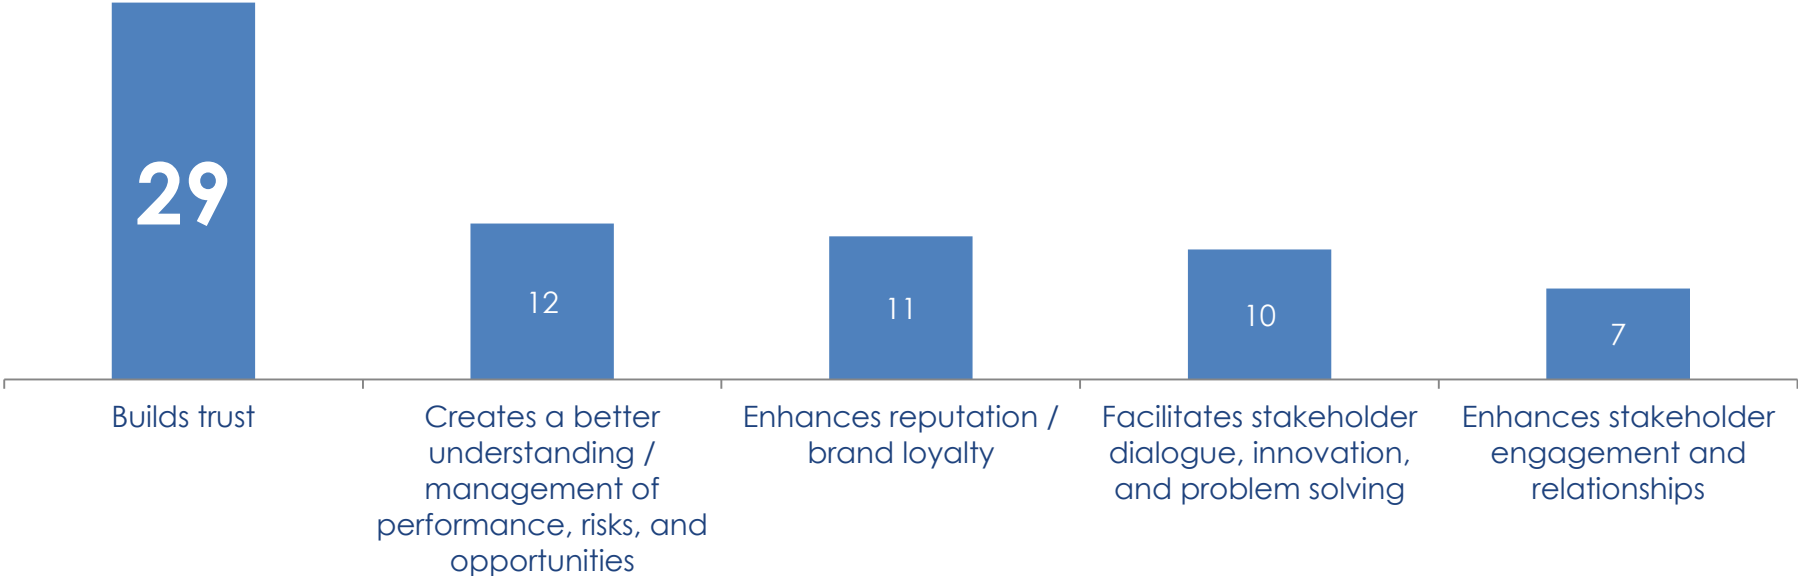 29
12
11
10
7
Builds trust
Creates a better
understanding /
management of
performance, risks, and
opportunities
Enhances reputation /
brand loyalty
Facilitates stakeholder
dialogue, innovation,
and problem solving
Enhances stakeholder
engagement and
relationships